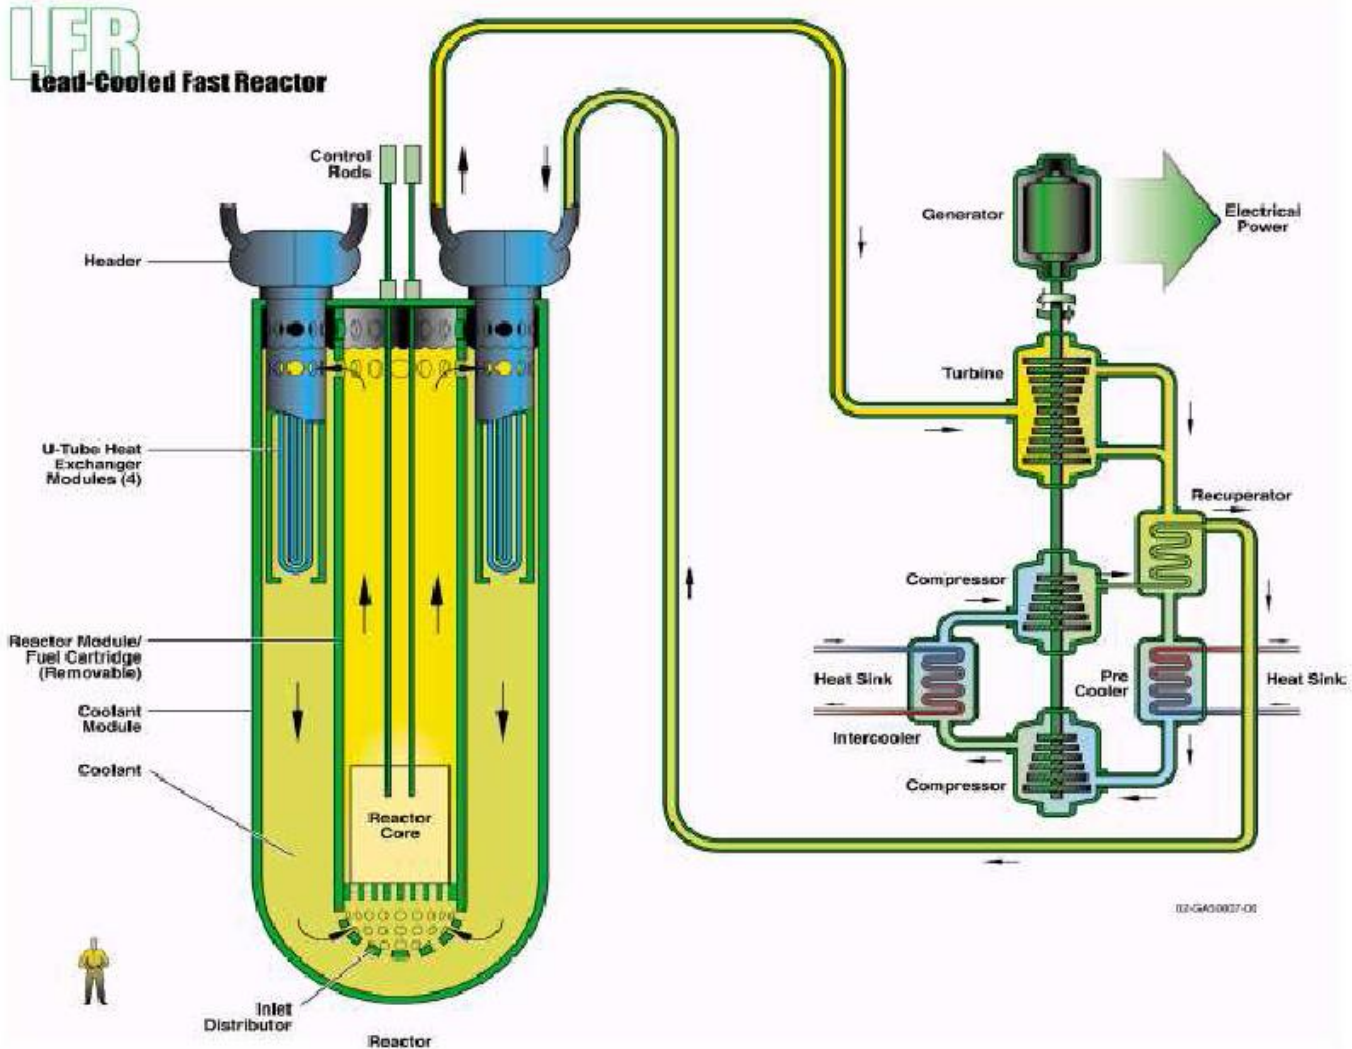 LFR
Lead-Cooled Fast Reactor
Control
Rods
Header
U-Tube Heat
Exchanger
Modules (4)
Reactor Module/
Fuel Cartridge
(Removable)
Coolant
Module
Coolant
Reactor
Core
Inlet
Distributor
Reactor
Generator
Electrical
Power
Turbine
Recuperator
Compressor
Heat Sink
Intercooler
Pre
Cooler
Heat Sink
Compressor